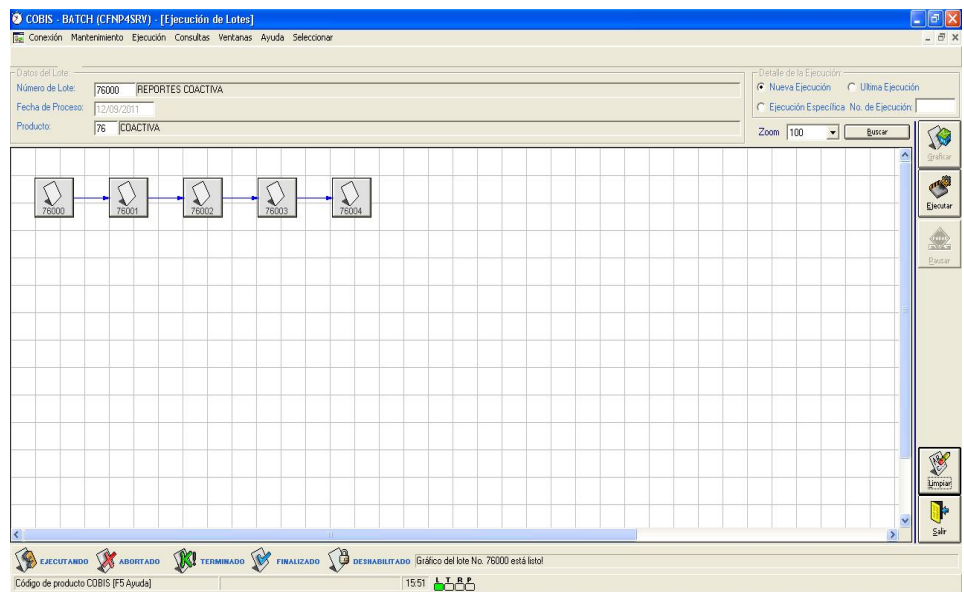 COBIS - BATCH (CFNP4SRV) - [Ejecución de Lotes]
Conexión Mantenimiento Ejecución Consultas Ventanas Ayuda Seleccionar
Datos del Lote:
Número de Lote: 76000 REPORTES COACTIVA
Fecha de Proceso: 12/09/2011
Producto: 76 COACTIVA
Detalle de la Ejecución:
Nueva Ejecución Ultima Ejecución
Ejecución Específica No. de Ejecución:
Zoom 100 Buscar
Graficar
Ejecutar
Pausar
76000 76001 76002 76003 76004
Limpiar
Salir
EJECUTANDO ABORTADO TERMINADO FINALIZADO DESHABILITADO Gráfico del lote No. 76000 está listo!
Código de producto COBIS [F5 Ayuda] 15:51 L T R P